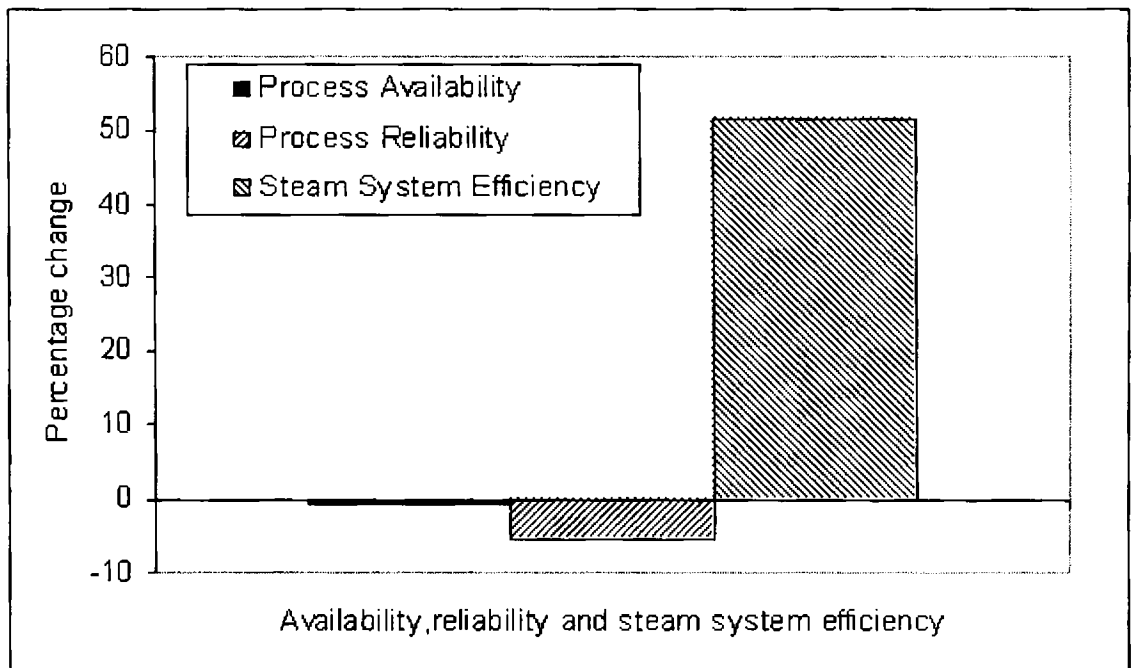 60
50
40
30
20
10
0
-10
Percentage change
Process Availability
Process Reliability
Steam System Efficiency
Availability,reliability and steam system efficiency